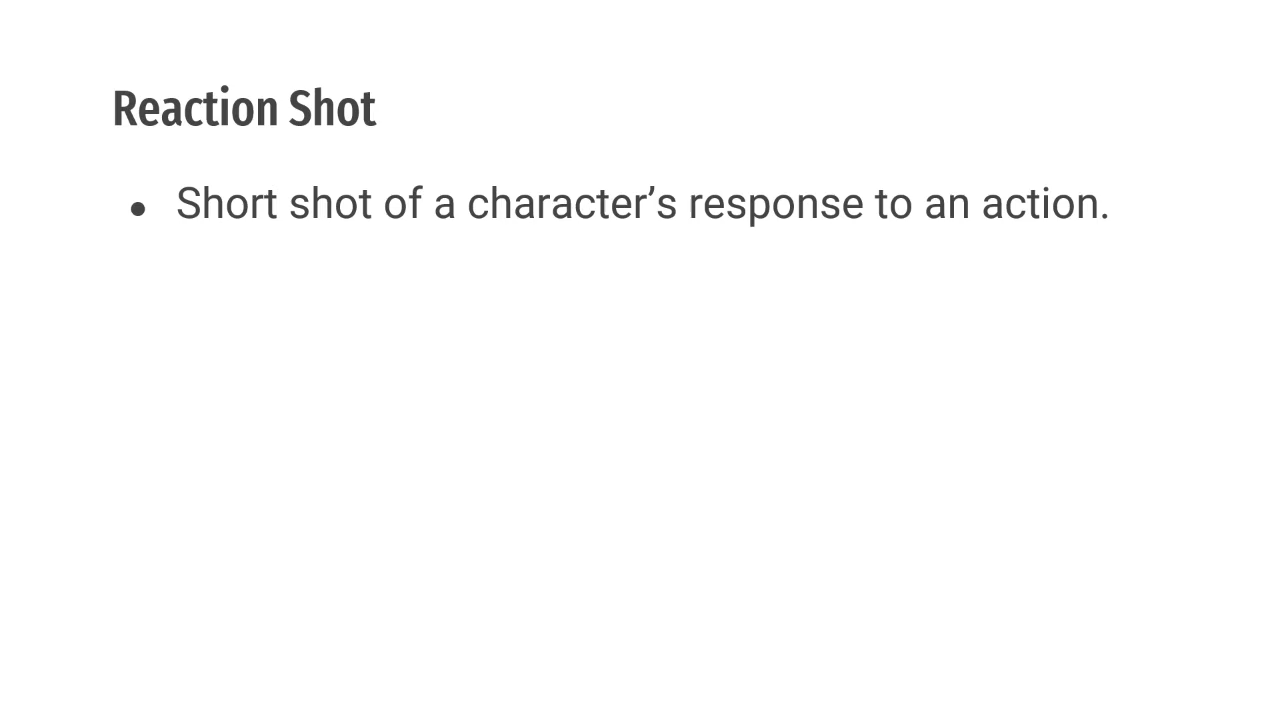 Reaction Shot
● Short shot of a character’s response to an action.